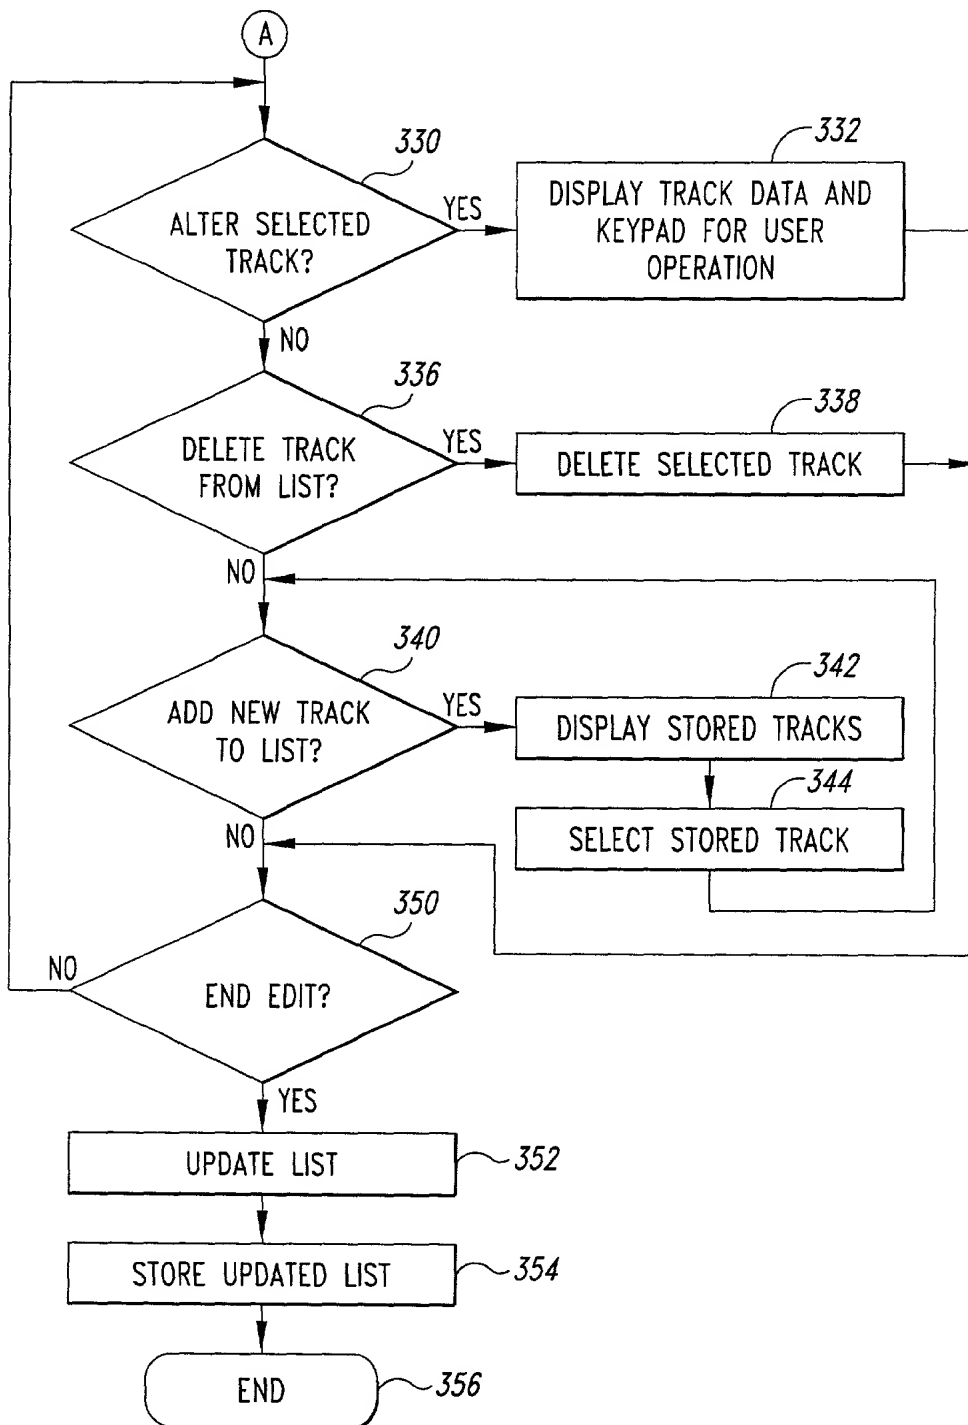 A
330
ALTER SELECTED
TRACK?
YES
332
DISPLAY TRACK DATA AND
KEYPAD FOR USER
OPERATION
NO
336
DELETE TRACK
FROM LIST?
YES
338
DELETE SELECTED TRACK
NO
340
ADD NEW TRACK
TO LIST?
YES
342
DISPLAY STORED TRACKS
344
SELECT STORED TRACK
NO
350
END EDIT?
NO
YES
UPDATE LIST
352
STORE UPDATED LIST
354
END
356